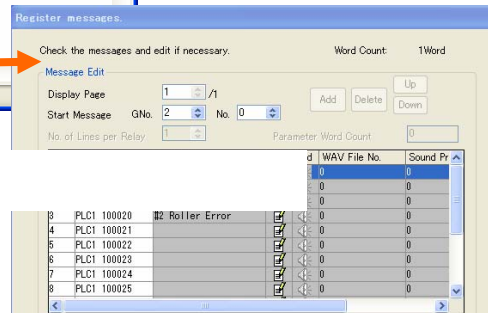 Register messages.
Check the messages and edit if necessary. Word Count: 1Word
Message Edit
Display Page 1 /1
Add Delete Up
Start Message GNo. 2 No. 0 Down
No. of Lines per Relay 1 Parameter Word Count 0
d WAV File No. Sound Pr
0 0
0 0
0 0
3 PLC1 100020 #2 Roller Error 0 0
4 PLC1 100021 0 0
5 PLC1 100022 0 0
6 PLC1 100023 0 0
7 PLC1 100024 0 0
8 PLC1 100025 0 0